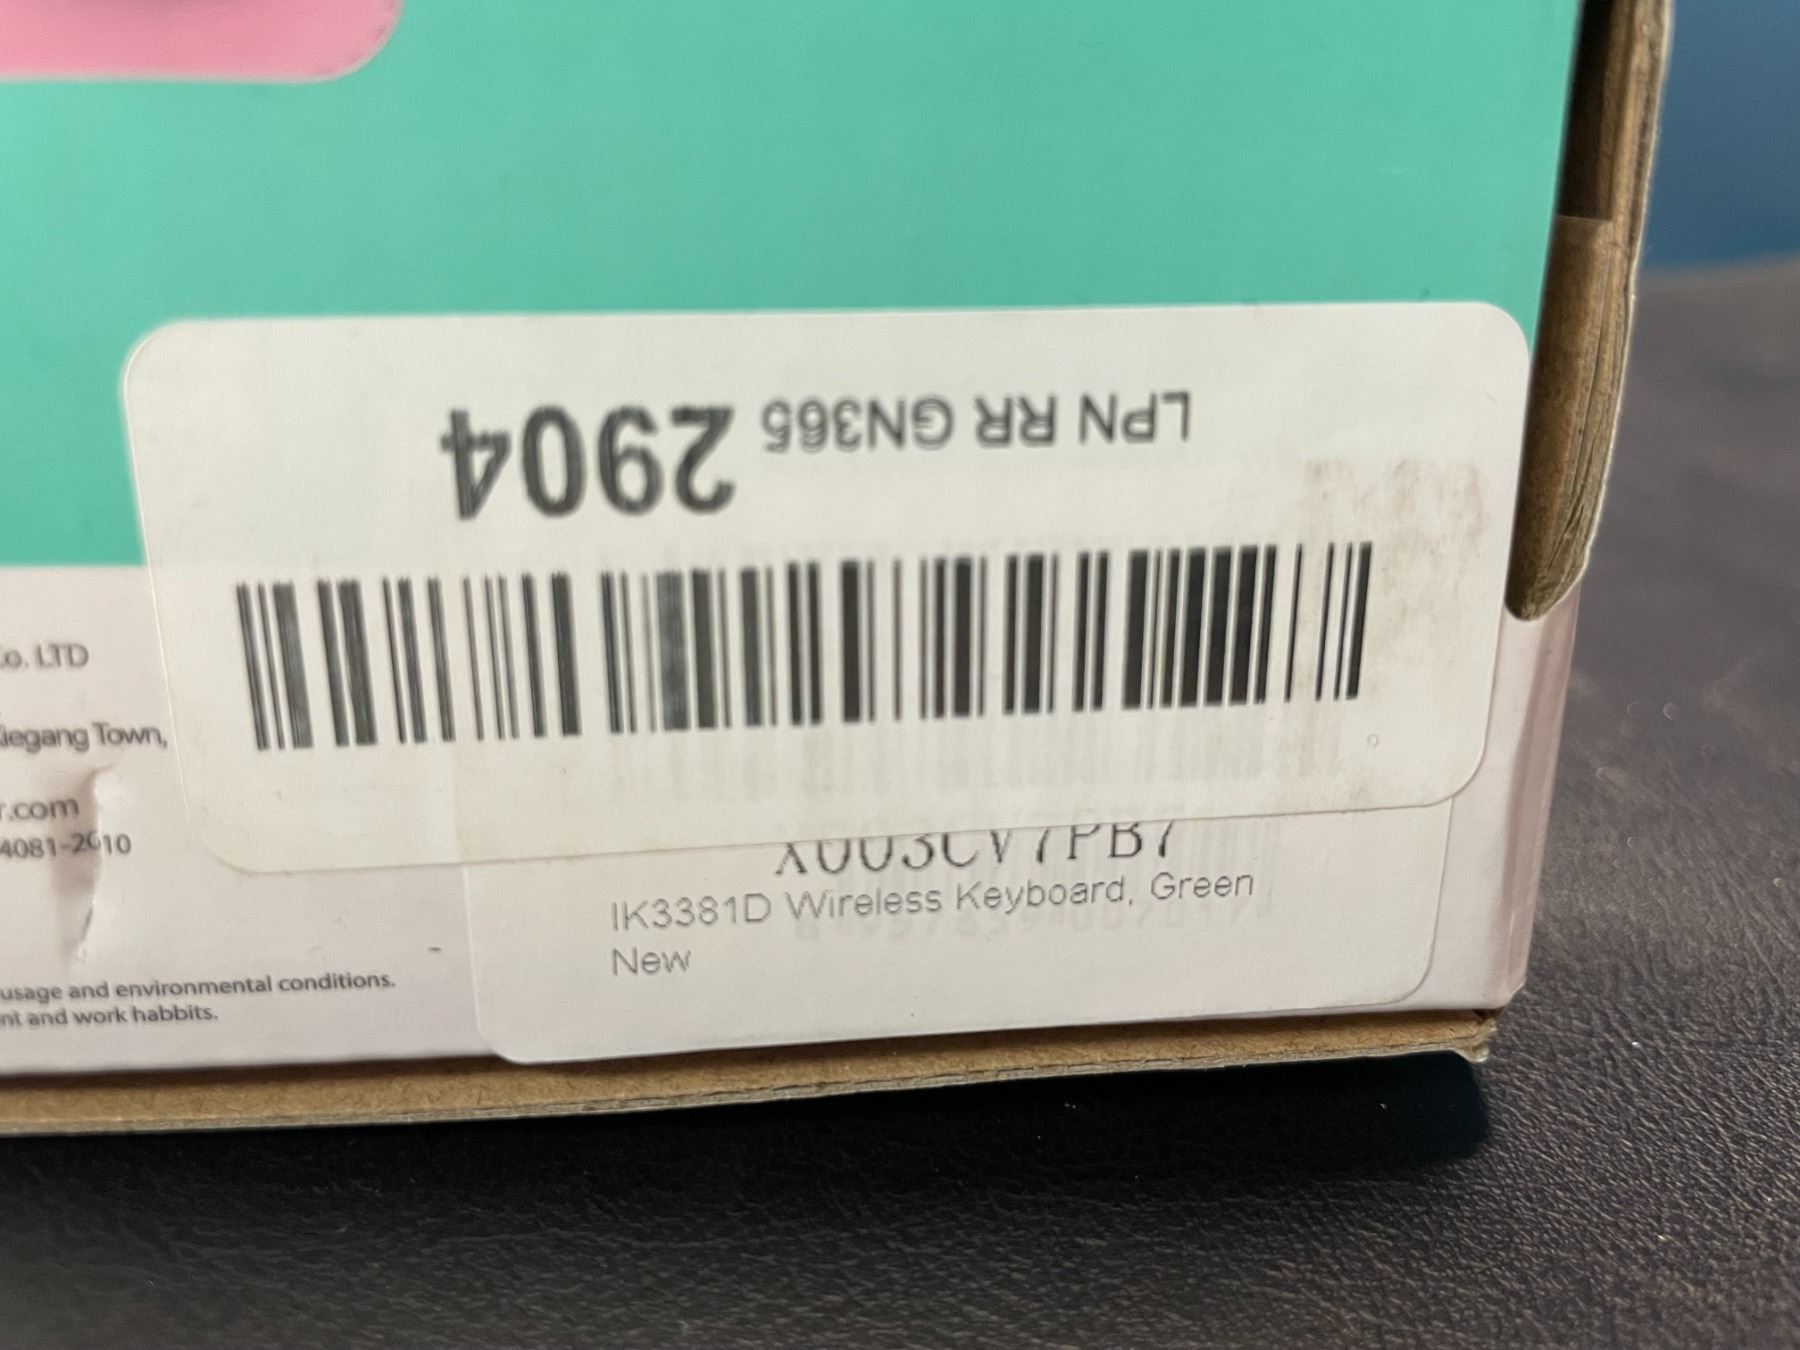 LPN RR GN365 2904
Co. LTD
Xiegang Town,
r.com
4081-2010
usage and environmental conditions.
nt and work habbits.
X003CV7PB7
IK3381D Wireless Keyboard, Green
New